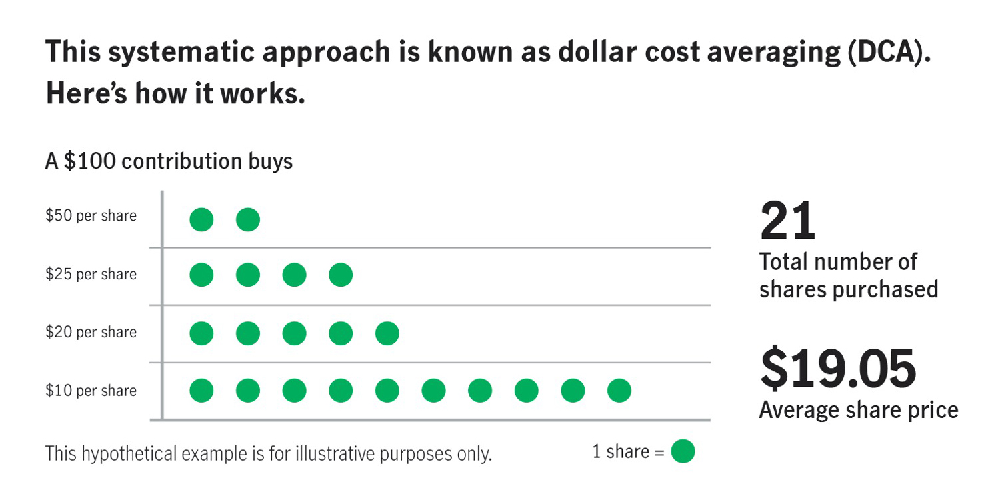 This systematic approach is known as dollar cost averaging (DCA).
Here’s how it works.
A $100 contribution buys
$50 per share
$25 per share
$20 per share
$10 per share
21
Total number of
shares purchased
$19.05
Average share price
This hypothetical example is for illustrative purposes only.
1 share =